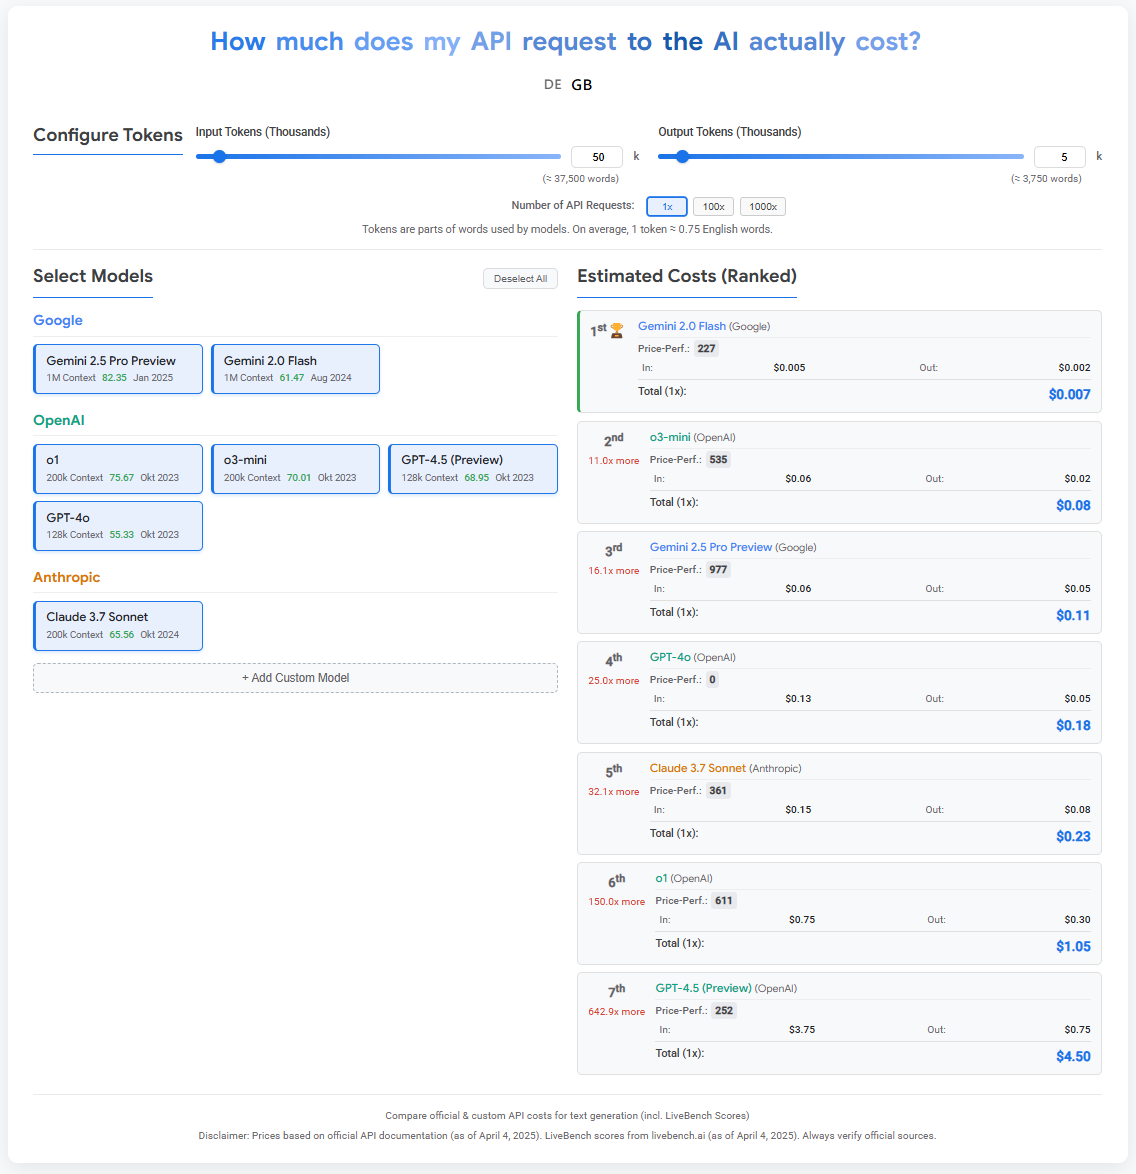 How much does my API request to the AI actually cost?
DE GB
Configure Tokens
Input Tokens (Thousands)
50 k
(≈ 37,500 words)
Output Tokens (Thousands)
5 k
(≈ 3,750 words)
Number of API Requests: 1x 100x 1000x
Tokens are parts of words used by models. On average, 1 token ≈ 0.75 English words.
Select Models
Deselect All
Google
Gemini 2.5 Pro Preview
1M Context 82.35 Jan 2025
Gemini 2.0 Flash
1M Context 61.47 Aug 2024
OpenAI
o1
200k Context 75.67 Okt 2023
o3-mini
200k Context 70.01 Okt 2023
GPT-4.5 (Preview)
128k Context 68.95 Okt 2023
GPT-4o
128k Context 55.33 Okt 2023
Anthropic
Claude 3.7 Sonnet
200k Context 65.56 Okt 2024
+ Add Custom Model
Estimated Costs (Ranked)
1st 🏆 Gemini 2.0 Flash (Google)
Price-Perf.: 227
In: $0.005 Out: $0.002
Total (1x): $0.007
2nd o3-mini (OpenAI)
11.0x more Price-Perf.: 535
In: $0.06 Out: $0.02
Total (1x): $0.08
3rd Gemini 2.5 Pro Preview (Google)
16.1x more Price-Perf.: 977
In: $0.06 Out: $0.05
Total (1x): $0.11
4th GPT-4o (OpenAI)
25.0x more Price-Perf.: 0
In: $0.13 Out: $0.05
Total (1x): $0.18
5th Claude 3.7 Sonnet (Anthropic)
32.1x more Price-Perf.: 361
In: $0.15 Out: $0.08
Total (1x): $0.23
6th o1 (OpenAI)
150.0x more Price-Perf.: 611
In: $0.75 Out: $0.30
Total (1x): $1.05
7th GPT-4.5 (Preview) (OpenAI)
642.9x more Price-Perf.: 252
In: $3.75 Out: $0.75
Total (1x): $4.50
Compare official & custom API costs for text generation (incl. LiveBench Scores)
Disclaimer: Prices based on official API documentation (as of April 4, 2025). LiveBench scores from livebench.ai (as of April 4, 2025). Always verify official sources.